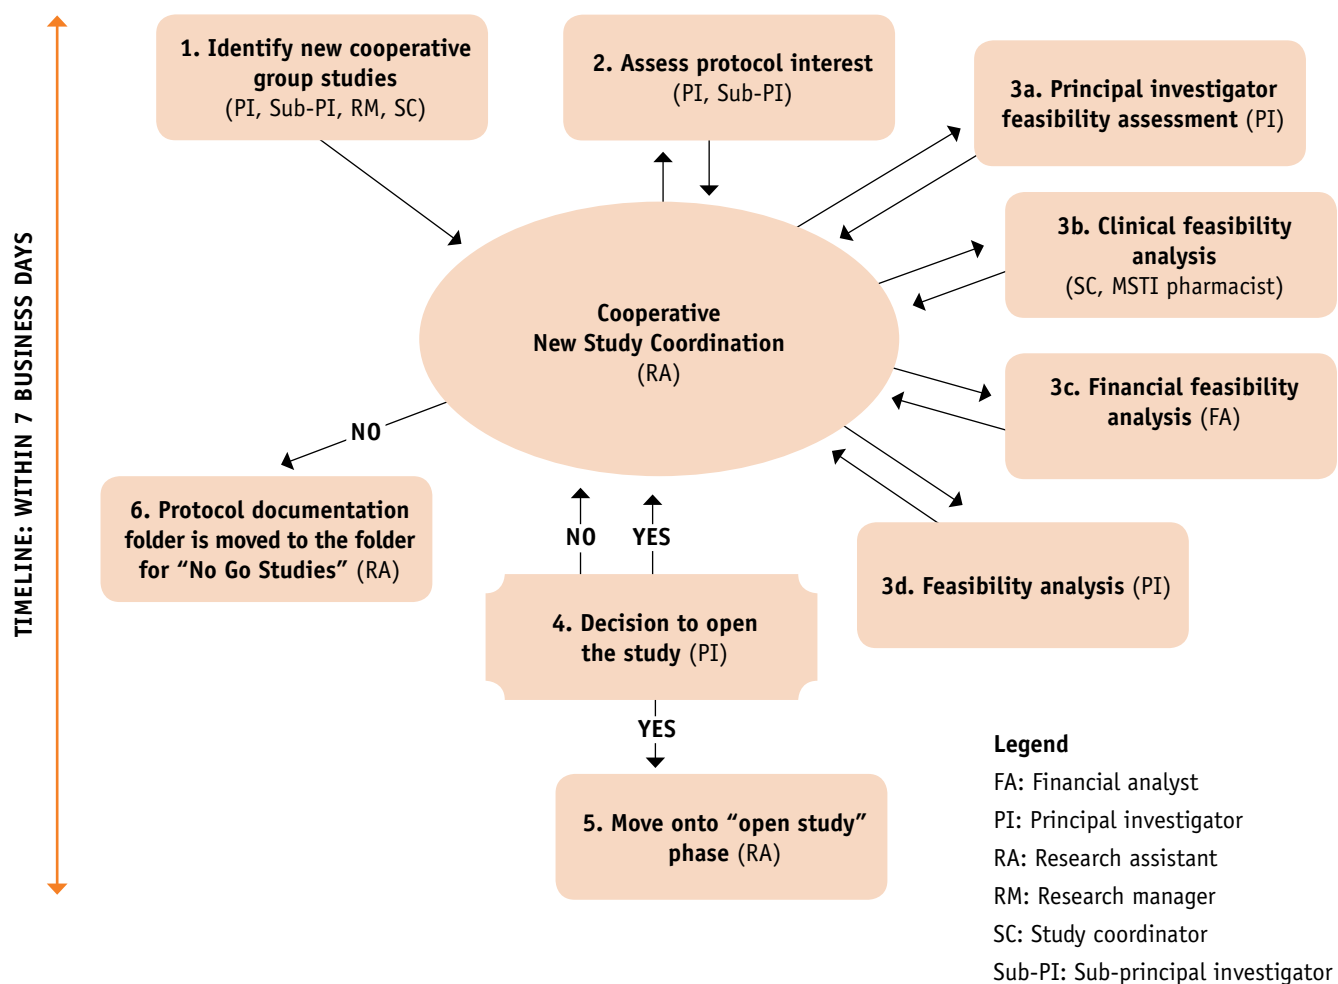 TIMELINE: WITHIN 7 BUSINESS DAYS
1. Identify new cooperative
group studies
(PI, Sub-PI, RM, SC)
2. Assess protocol interest
(PI, Sub-PI)
3a. Principal investigator
feasibility assessment (PI)
3b. Clinical feasibility
analysis
(SC, MSTI pharmacist)
Cooperative
New Study Coordination
(RA)
3c. Financial feasibility
analysis (FA)
NO
6. Protocol documentation
folder is moved to the folder
for “No Go Studies” (RA)
NO
YES
3d. Feasibility analysis (PI)
4. Decision to open
the study (PI)
YES
5. Move onto “open study”
phase (RA)
Legend
FA: Financial analyst
PI: Principal investigator
RA: Research assistant
RM: Research manager
SC: Study coordinator
Sub-PI: Sub-principal investigator